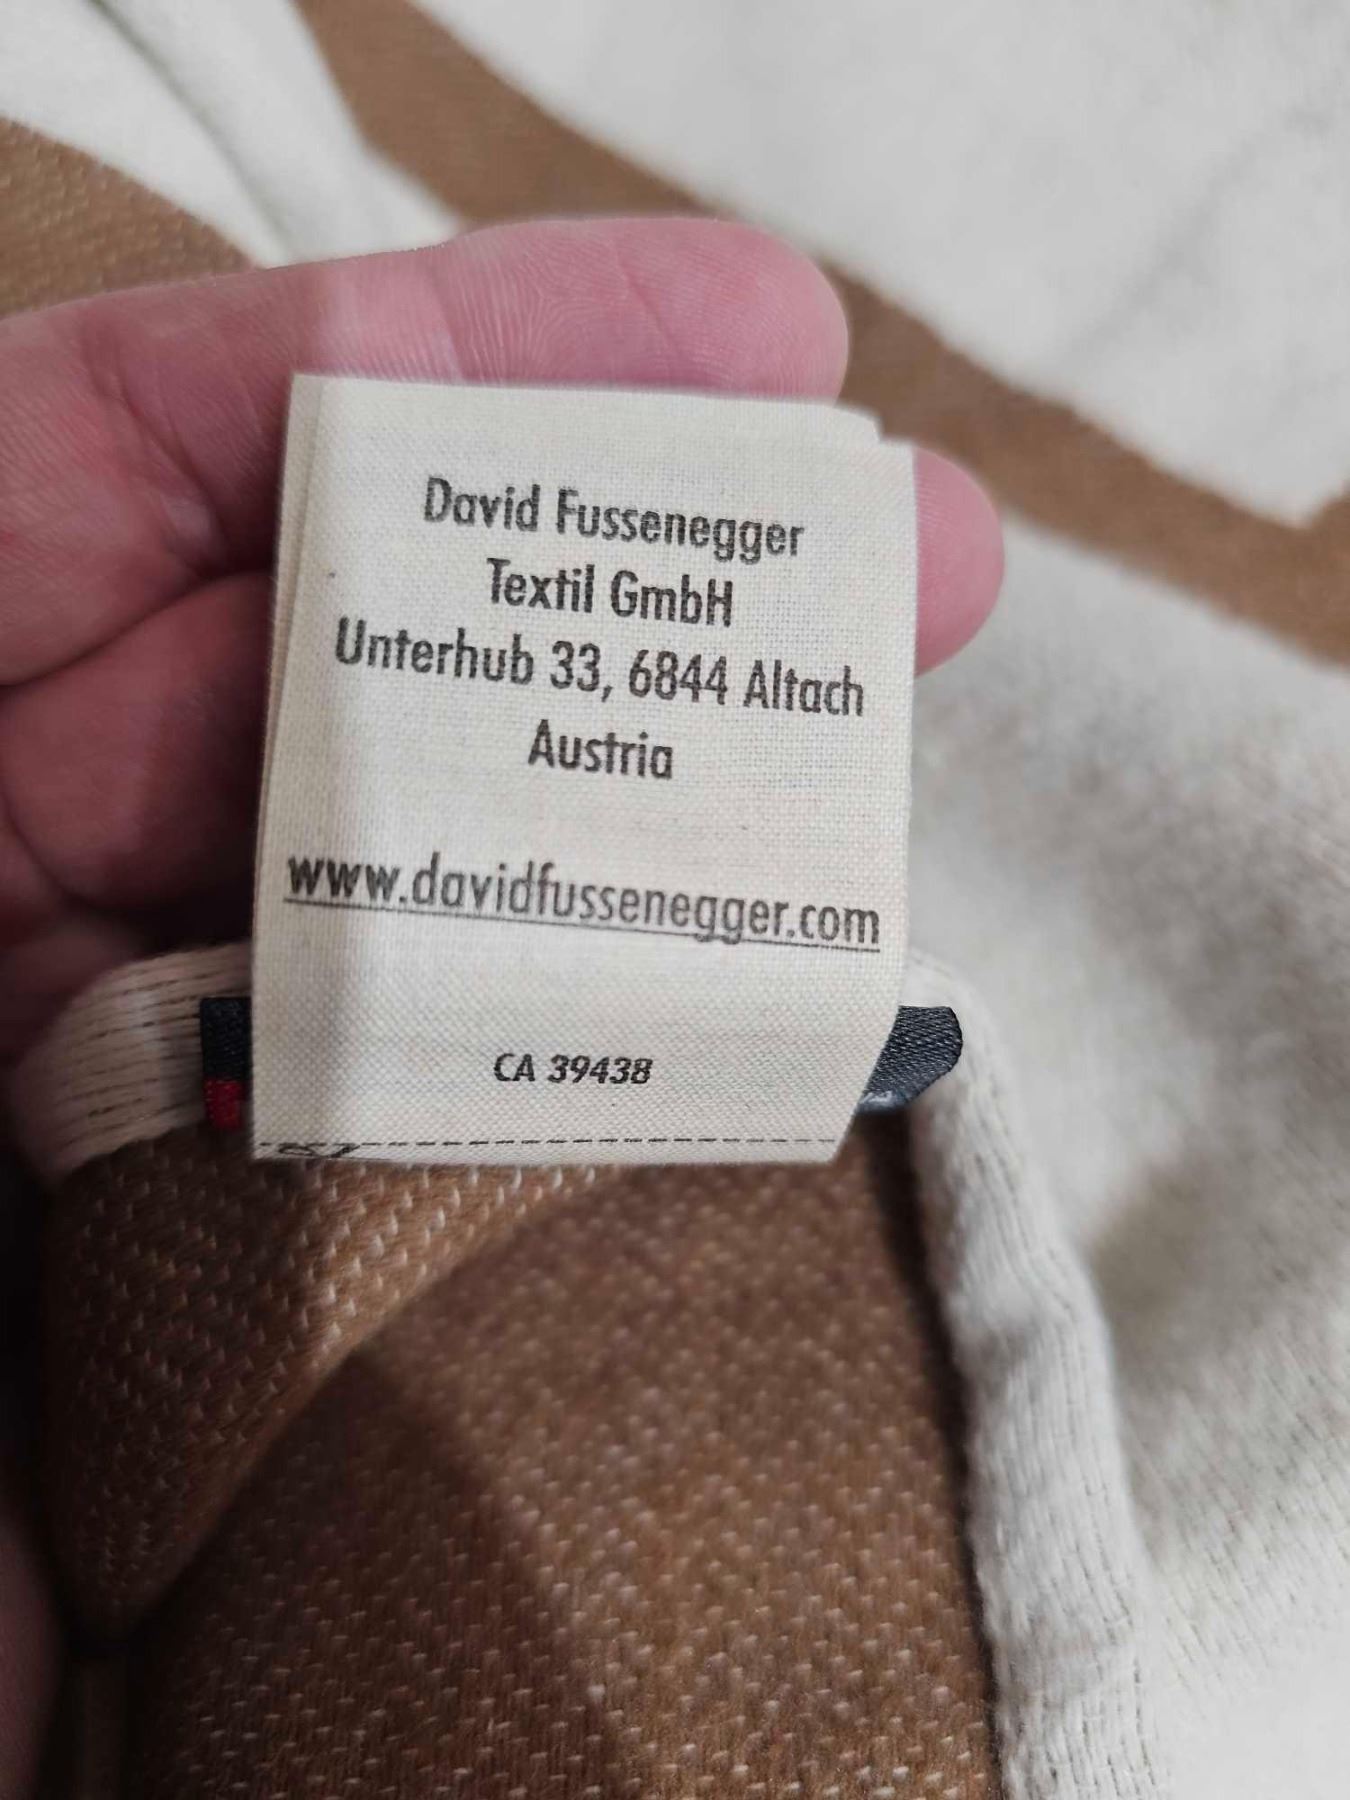 David Fussenegger
Textil GmbH
Unterhub 33, 6844 Altach
Austria
www.davidfussenegger.com
CA 39438